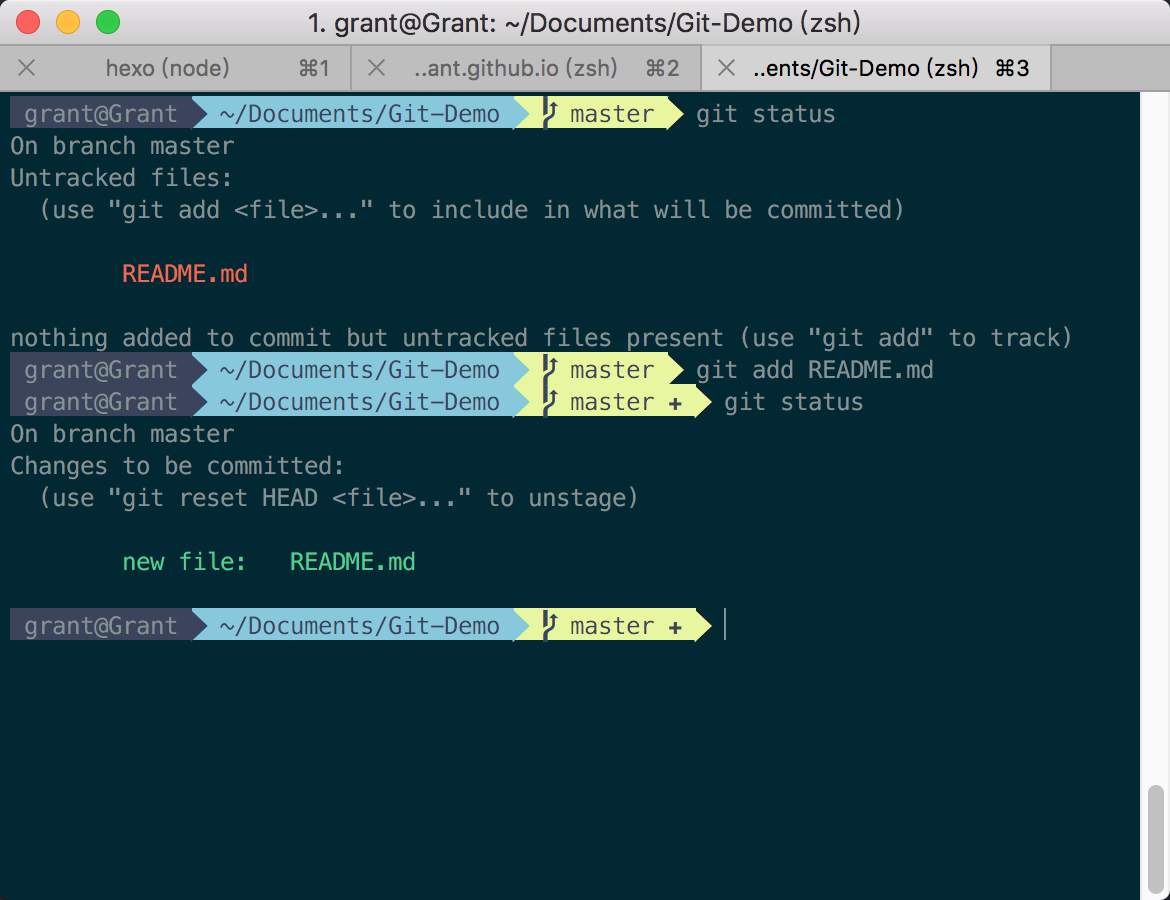 1. grant@Grant: ~/Documents/Git-Demo (zsh)
hexo (node) ⌘1 ..ant.github.io (zsh) ⌘2 ..ents/Git-Demo (zsh) ⌘3
grant@Grant ~/Documents/Git-Demo master git status
On branch master
Untracked files:
  (use "git add <file>..." to include in what will be committed)
README.md
nothing added to commit but untracked files present (use "git add" to track)
grant@Grant ~/Documents/Git-Demo master git add README.md
grant@Grant ~/Documents/Git-Demo master + git status
On branch master
Changes to be committed:
  (use "git reset HEAD <file>..." to unstage)
new file:   README.md
grant@Grant ~/Documents/Git-Demo master +